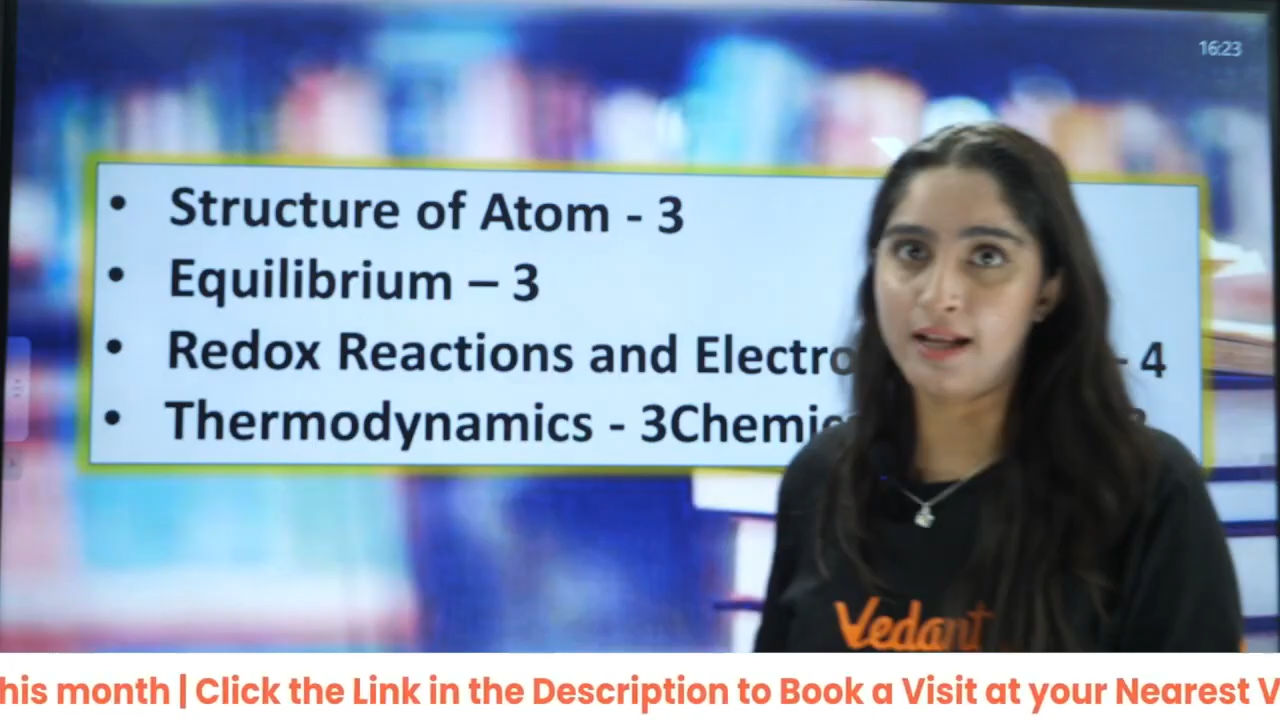 16:23
• Structure of Atom - 3
• Equilibrium – 3
• Redox Reactions and Electro - 4
• Thermodynamics - 3Chemic
Vedant
his month | Click the Link in the Description to Book a Visit at your Nearest V